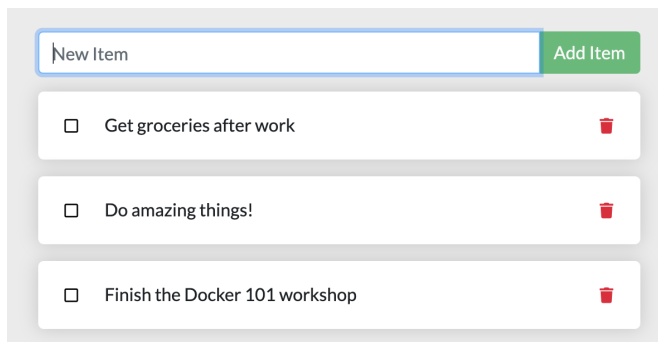 New Item
Add Item
Get groceries after work
Do amazing things!
Finish the Docker 101 workshop